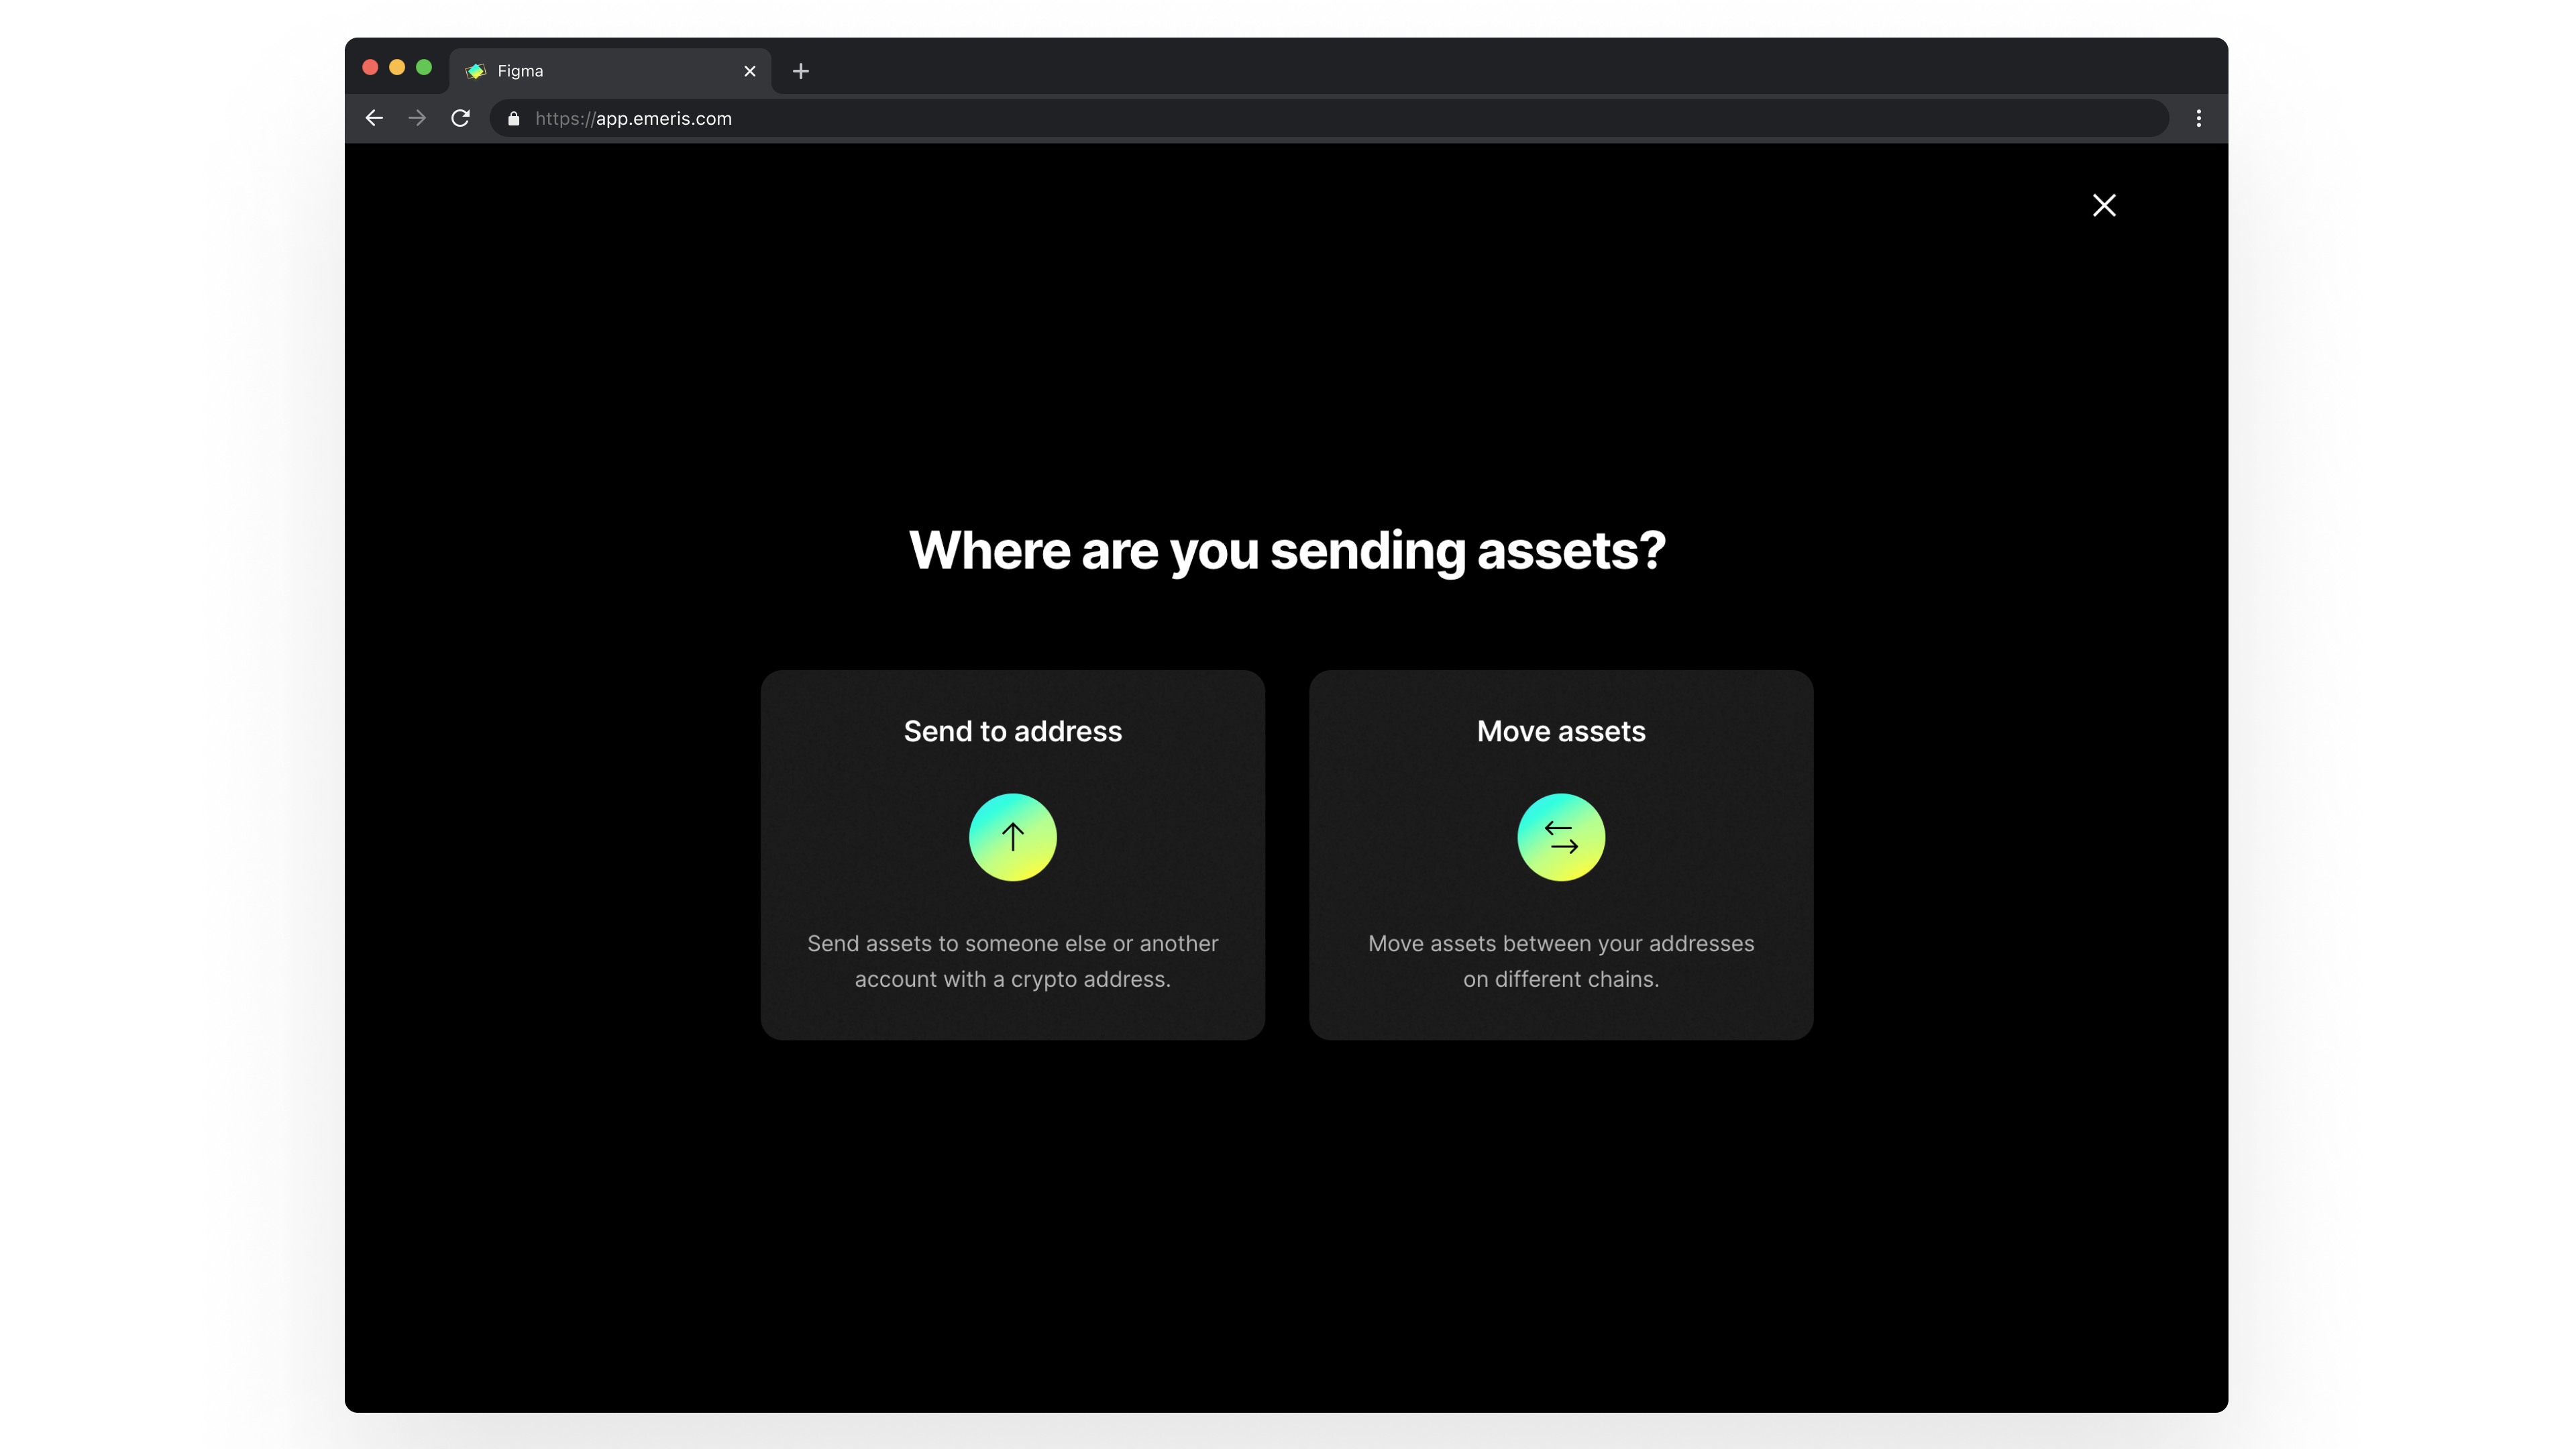 Figma
https://app.emeris.com
Where are you sending assets?
Send to address
Send assets to someone else or another
account with a crypto address.
Move assets
Move assets between your addresses
on different chains.